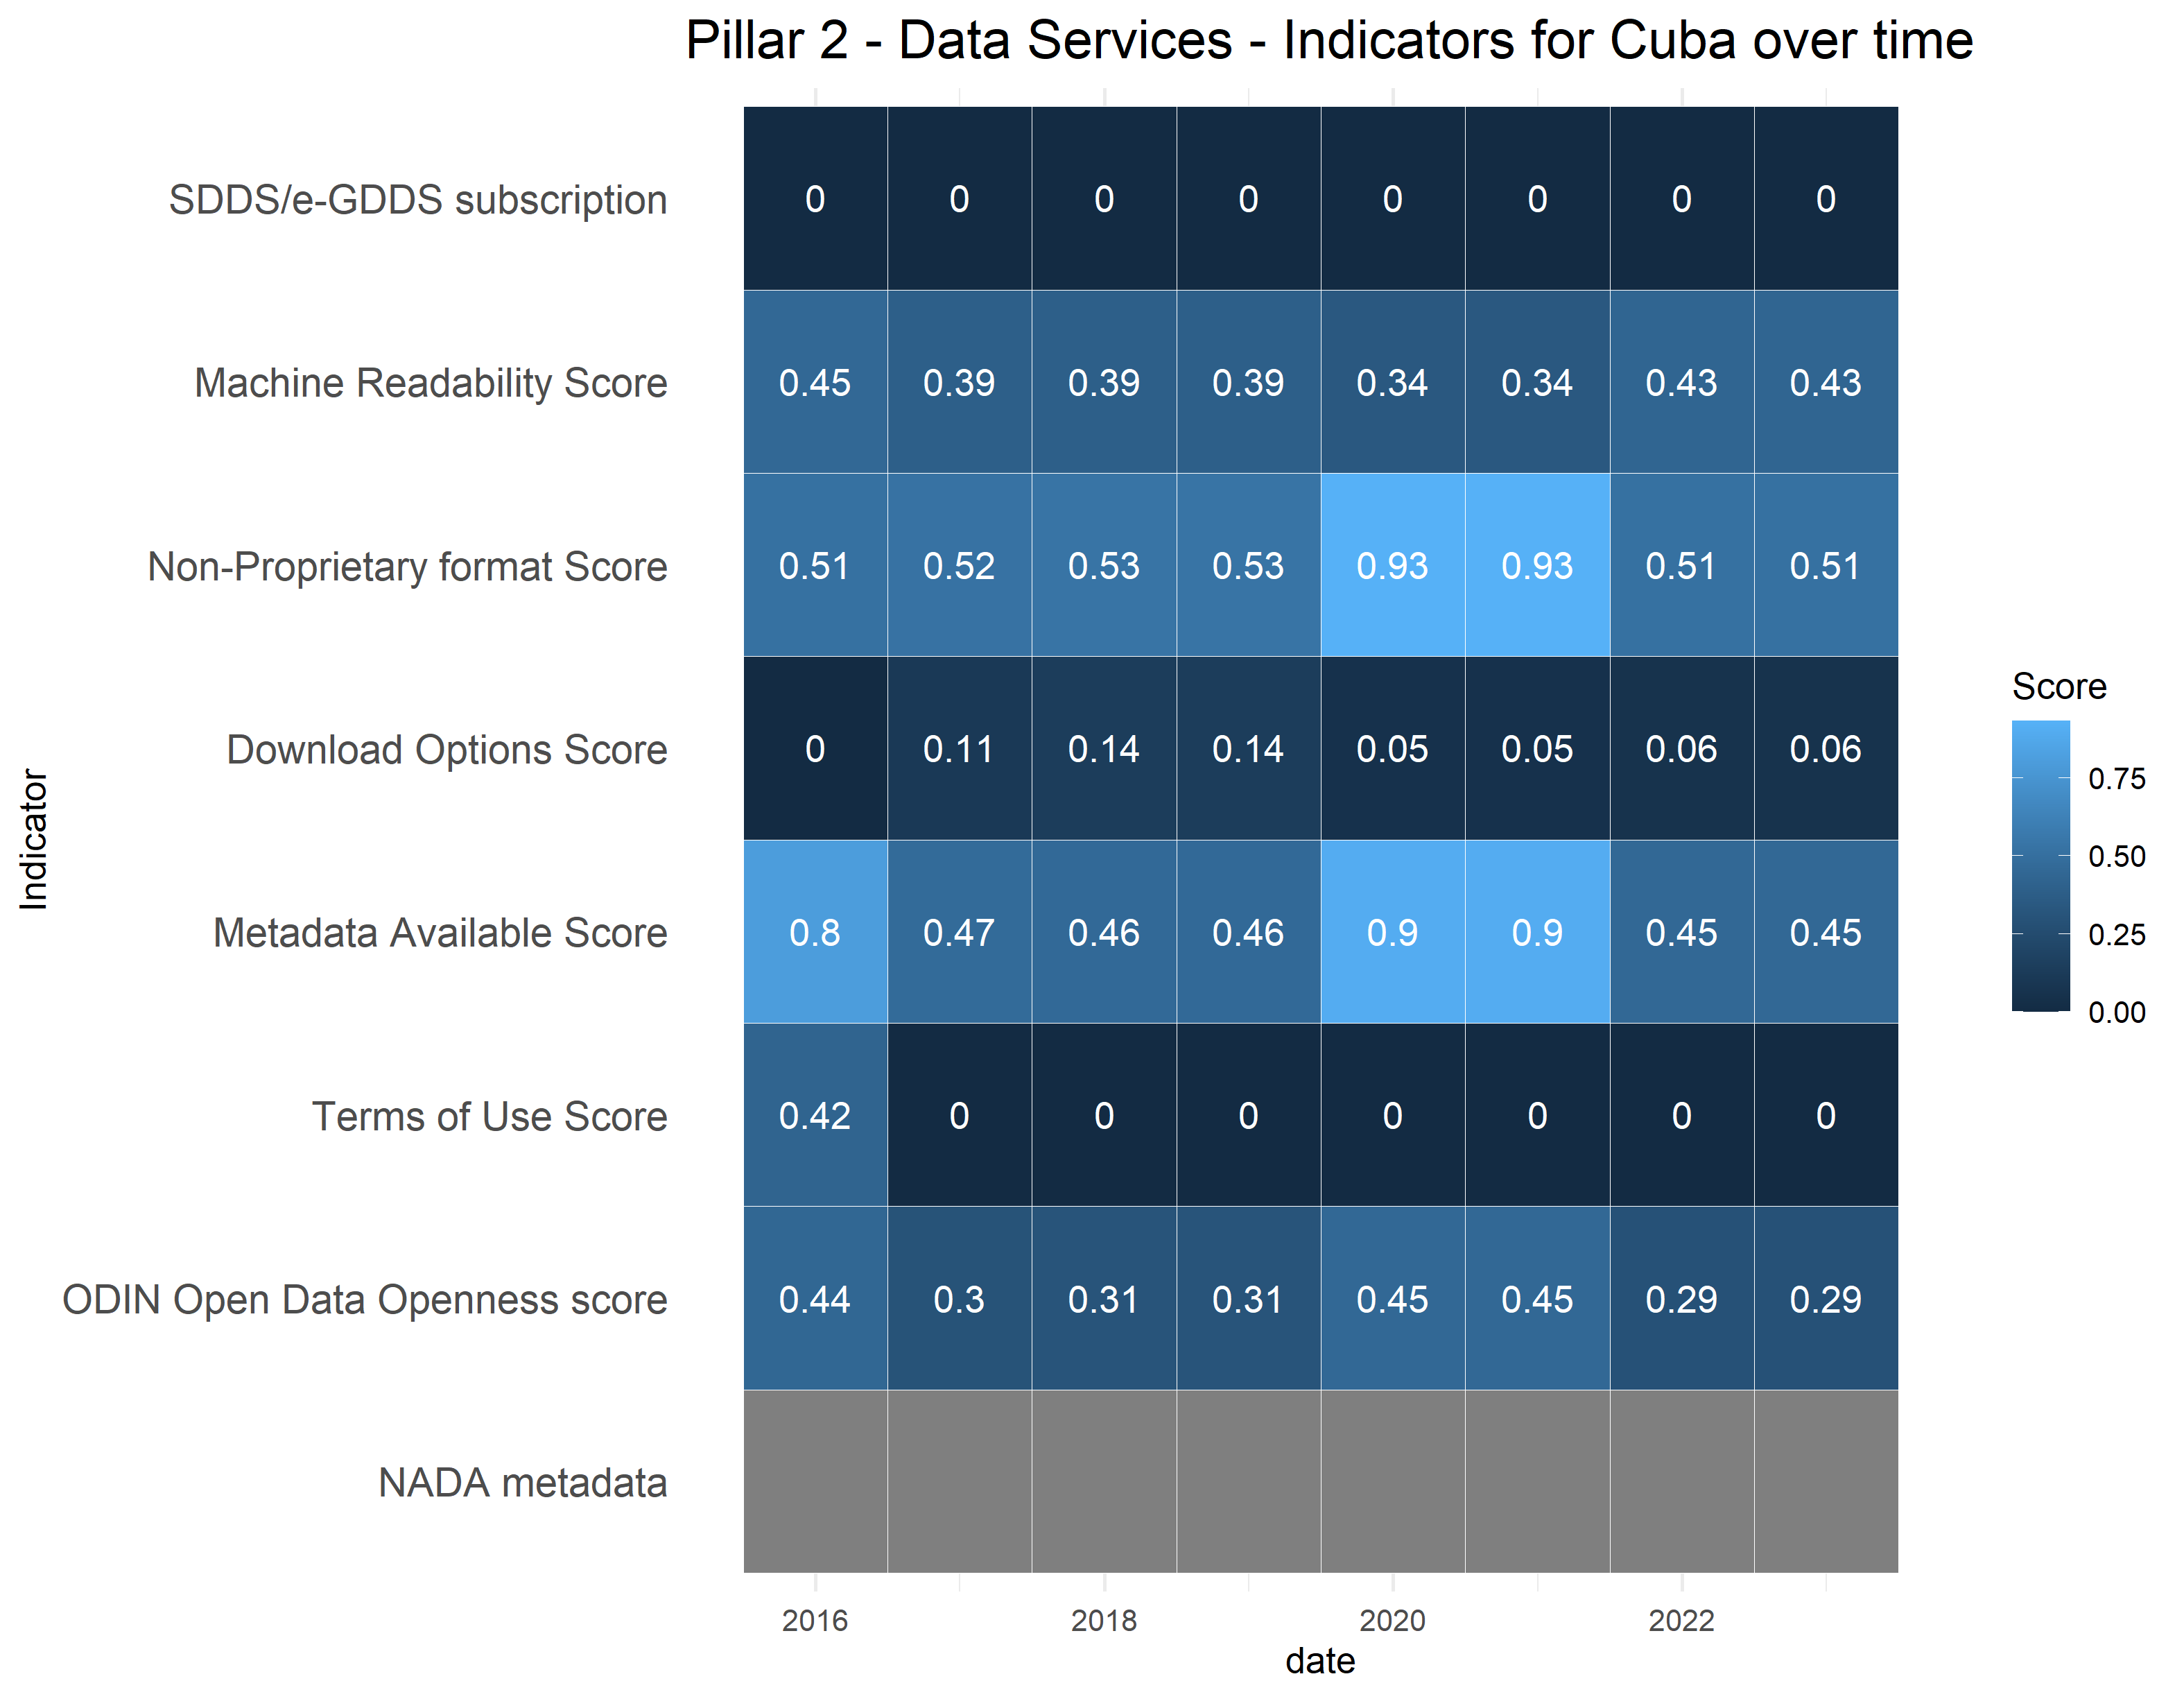 Pillar 2 - Data Services - Indicators for Cuba over time
Indicator
SDDS/e-GDDS subscription 0 0 0 0 0 0 0 0
Machine Readability Score 0.45 0.39 0.39 0.39 0.34 0.34 0.43 0.43
Non-Proprietary format Score 0.51 0.52 0.53 0.53 0.93 0.93 0.51 0.51
Download Options Score 0 0.11 0.14 0.14 0.05 0.05 0.06 0.06
Metadata Available Score 0.8 0.47 0.46 0.46 0.9 0.9 0.45 0.45
Terms of Use Score 0.42 0 0 0 0 0 0 0
ODIN Open Data Openness score 0.44 0.3 0.31 0.31 0.45 0.45 0.29 0.29
NADA metadata
2016 2018 2020 2022
date
Score
0.75
0.50
0.25
0.00